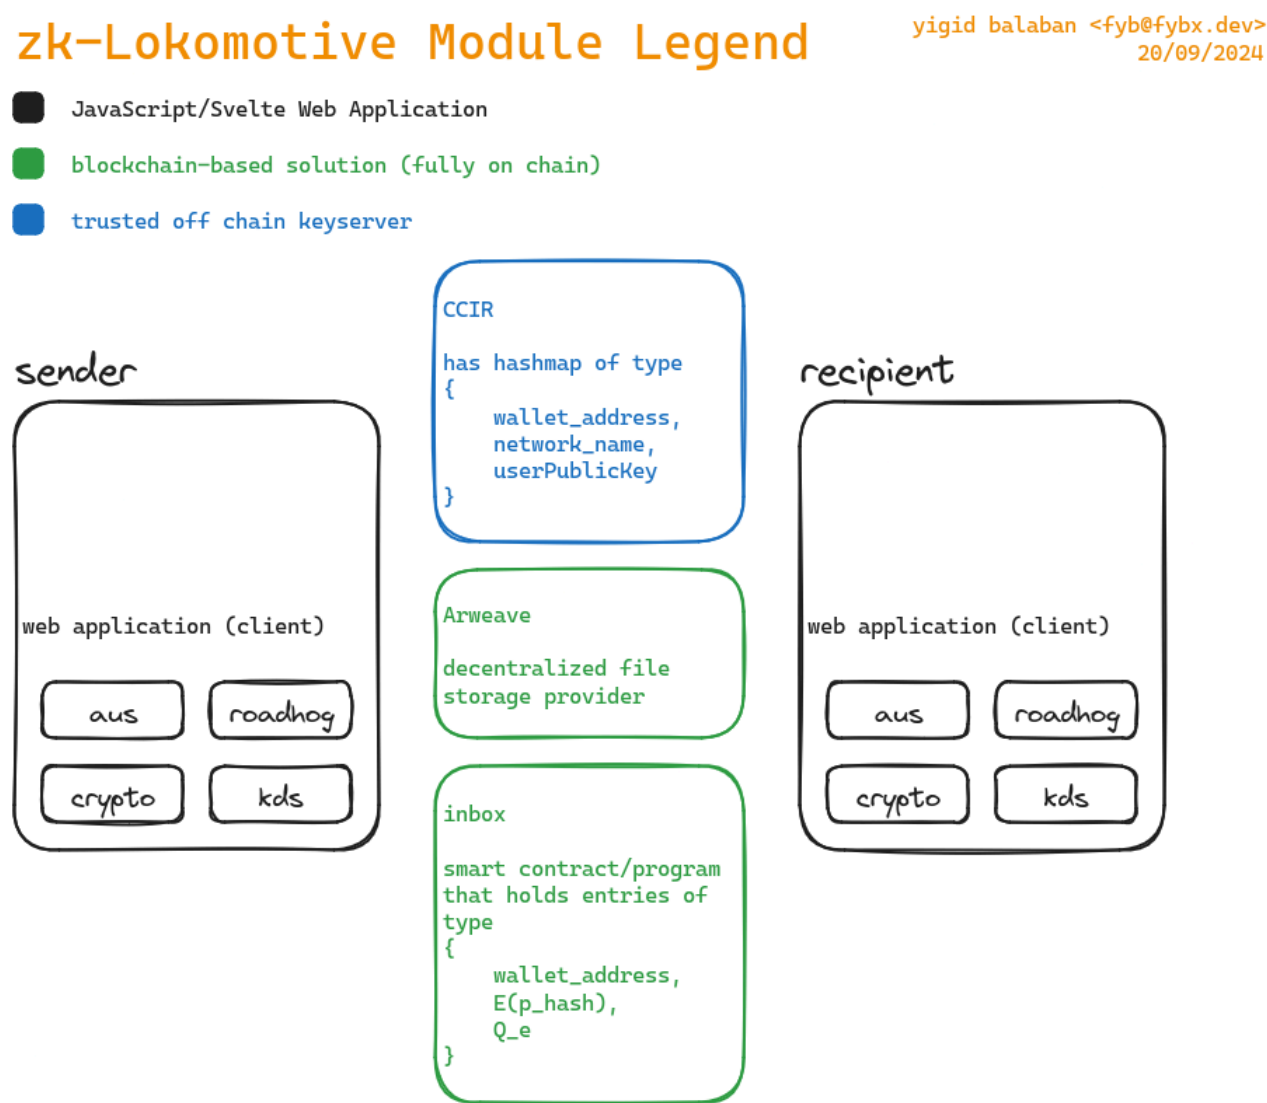 zk-Lokomotive Module Legend
yigid balaban <fyb@fybx.dev>
20/09/2024
JavaScript/Svelte Web Application
blockchain-based solution (fully on chain)
trusted off chain keyserver
sender
web application (client)
aus
roadhog
crypto
kds
CCIR
has hashmap of type
{
wallet_address,
network_name,
userPublicKey
}
Arweave
decentralized file
storage provider
inbox
smart contract/program
that holds entries of
type
{
wallet_address,
E(p_hash),
Q_e
}
recipient
web application (client)
aus
roadhog
crypto
kds